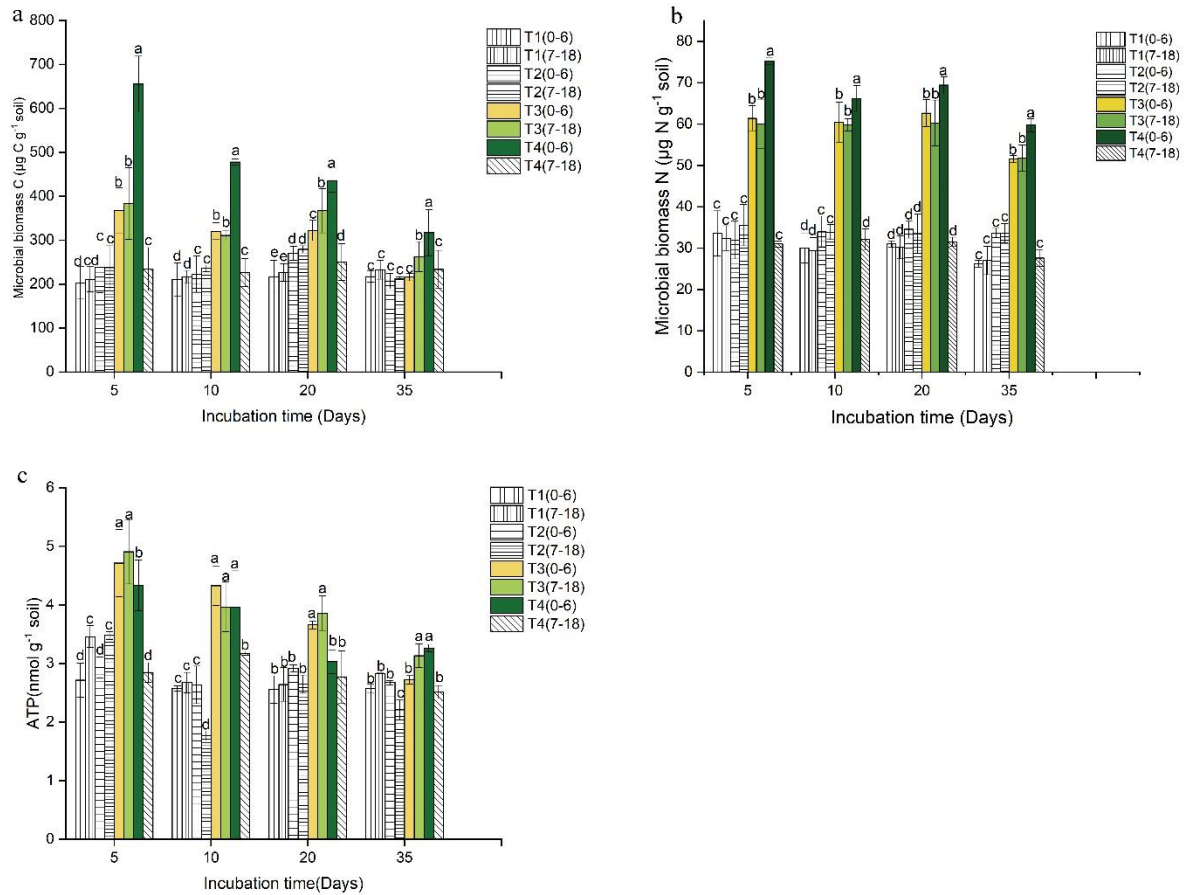 a
800
700
600
500
400
300
200
100
0
Microbial biomass C (µg C g⁻¹ soil)
d cd c c b b a c
d d c c b b a c
e e d d c b a d
c c c c c b a c
5 10 20 35
Incubation time (Days)
T1(0-6)
T1(7-18)
T2(0-6)
T2(7-18)
T3(0-6)
T3(7-18)
T4(0-6)
T4(7-18)
b
80
70
60
50
40
30
20
10
0
Microbial biomass N (µg N g⁻¹ soil)
c c c c b b a c
d d c c b b a d
d d c c b b a d
c c c c b b a c
5 10 20 35
Incubation time (Days)
T1(0-6)
T1(7-18)
T2(0-6)
T2(7-18)
T3(0-6)
T3(7-18)
T4(0-6)
T4(7-18)
c
6
5
4
3
2
1
0
ATP(nmol g⁻¹ soil)
d c d c a a b d
c c c d a a a b
b b b b a a b b
b b b c b a a b
5 10 20 35
Incubation time(Days)
T1(0-6)
T1(7-18)
T2(0-6)
T2(7-18)
T3(0-6)
T3(7-18)
T4(0-6)
T4(7-18)